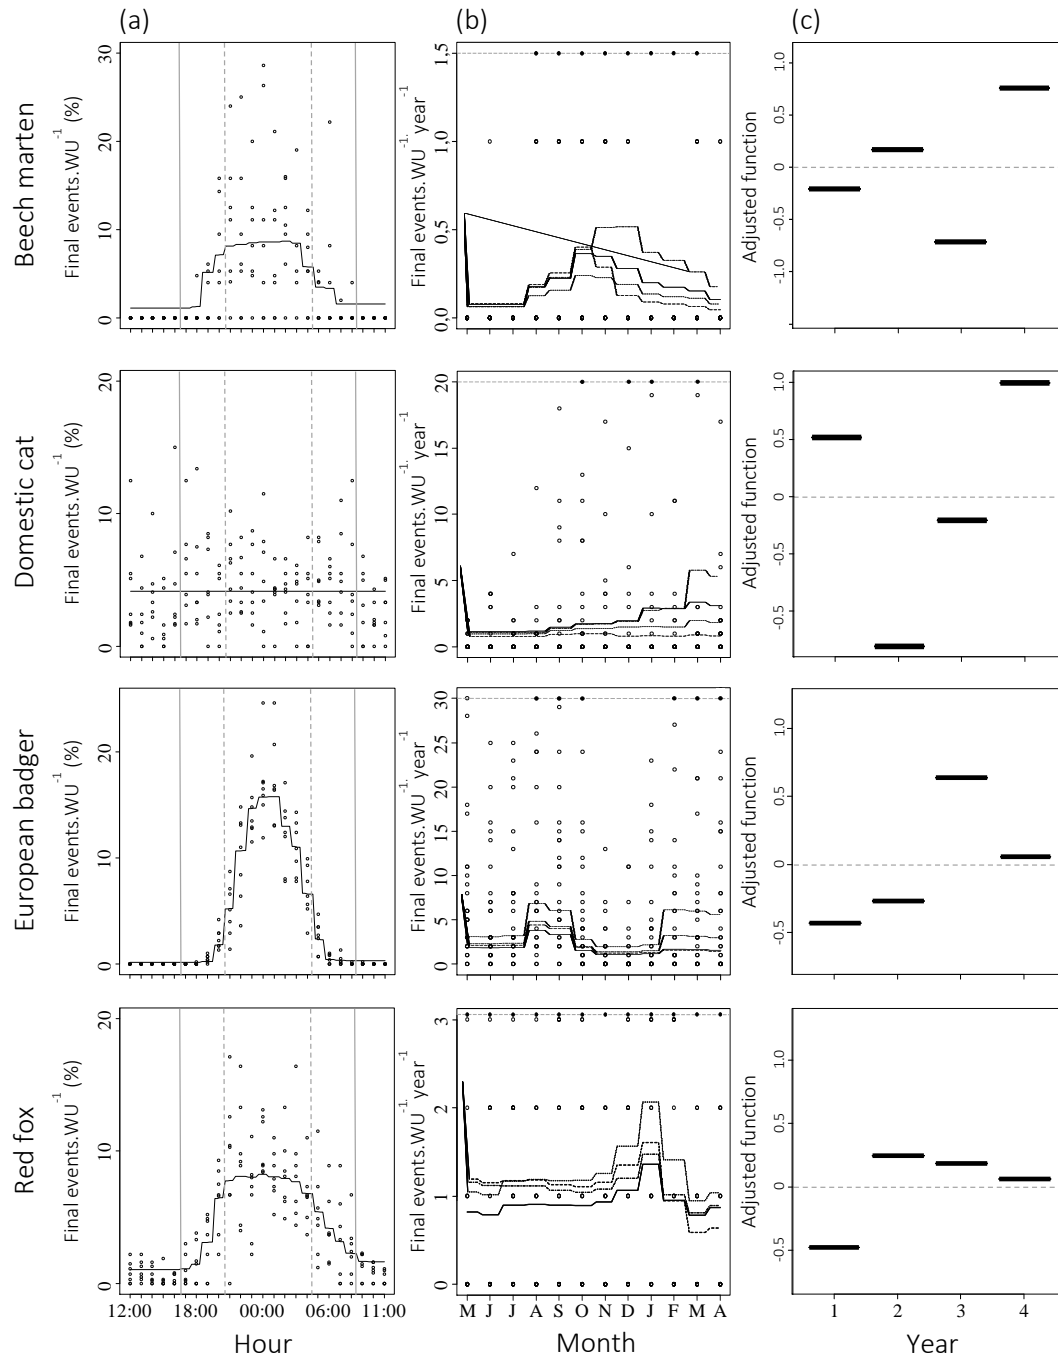 (a) (b) (c)
Beech marten
Final events.WU⁻¹ (%)
0 10 20 30
Final events.WU⁻¹· year⁻¹
0,0 0,5 1,0 1,5
Adjusted function
-1.0 -0.5 0 0.5 1.0
Domestic cat
Final events.WU⁻¹ (%)
0 10 20
Final events.WU⁻¹· year⁻¹
0 5 10 20
Adjusted function
-0.5 0 0.5 1.0
European badger
Final events.WU⁻¹ (%)
0 10 20
Final events.WU⁻¹· year⁻¹
0 5 10 15 20 25 30
Adjusted function
-0.5 0 0.5 1.0
Red fox
Final events.WU⁻¹ (%)
0 10 20
Final events.WU⁻¹· year⁻¹
0 1 2 3
Adjusted function
-0.5 0 0.5 1.0
12:00 18:00 00:00 06:00 11:00
M J J A S O N D J F M A
1 2 3 4
Hour Month Year